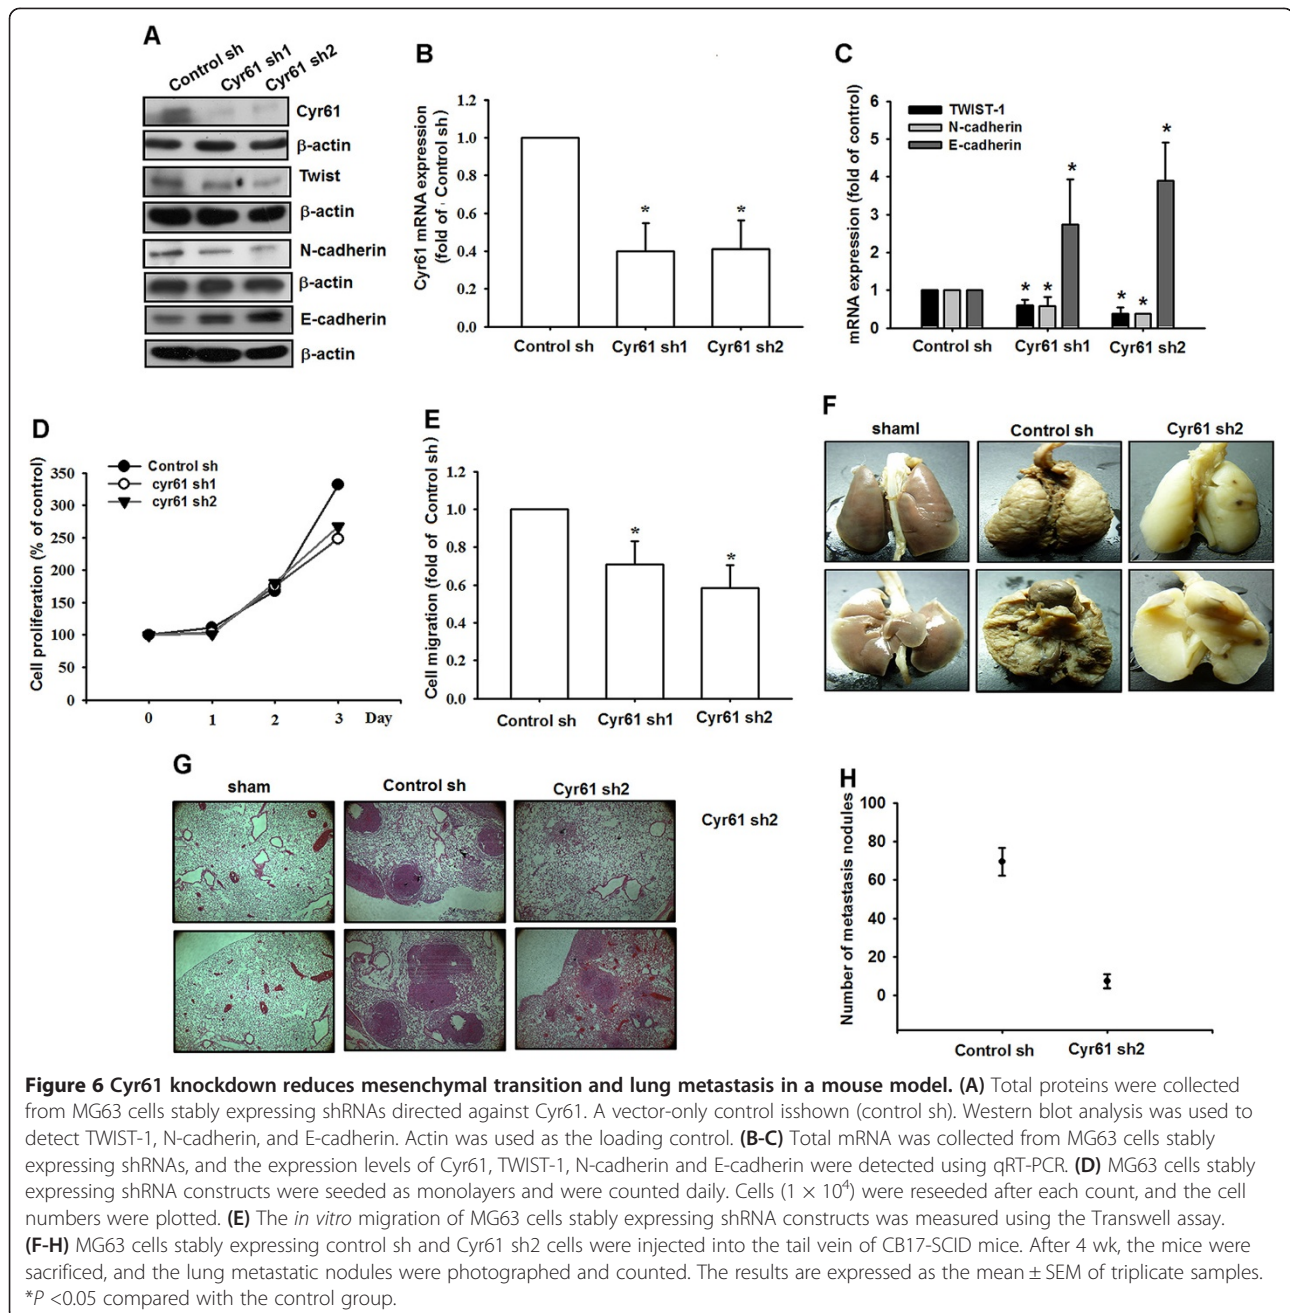 A
Control sh
Cyr61 sh1
Cyr61 sh2
Cyr61
β-actin
Twist
β-actin
N-cadherin
β-actin
E-cadherin
β-actin
B
Cyr61 mRNA expression
(fold of Control sh)
1.2
1.0
0.8
0.6
0.4
0.2
0.0
*
*
Control sh
Cyr61 sh1
Cyr61 sh2
C
mRNA expression (fold of control)
6
5
4
3
2
1
0
TWIST-1
N-cadherin
E-cadherin
* * *
* * *
Control sh
Cyr61 sh1
Cyr61 sh2
D
Cell proliferation (% of control)
350
300
250
200
150
100
50
0
Control sh
cyr61 sh1
cyr61 sh2
0 1 2 3 Day
E
Cell migration (fold of Control sh)
1.2
1.0
0.8
0.6
0.4
0.2
0.0
*
*
Control sh
Cyr61 sh1
Cyr61 sh2
F
shaml
Control sh
Cyr61 sh2
G
sham
Control sh
Cyr61 sh2
Cyr61 sh2
H
Number of metastasis nodules
100
80
60
40
20
0
Control sh
Cyr61 sh2
Figure 6 Cyr61 knockdown reduces mesenchymal transition and lung metastasis in a mouse model. (A) Total proteins were collected
from MG63 cells stably expressing shRNAs directed against Cyr61. A vector-only control isshown (control sh). Western blot analysis was used to
detect TWIST-1, N-cadherin, and E-cadherin. Actin was used as the loading control. (B-C) Total mRNA was collected from MG63 cells stably
expressing shRNAs, and the expression levels of Cyr61, TWIST-1, N-cadherin and E-cadherin were detected using qRT-PCR. (D) MG63 cells stably
expressing shRNA constructs were seeded as monolayers and were counted daily. Cells (1 × 10⁴) were reseeded after each count, and the cell
numbers were plotted. (E) The in vitro migration of MG63 cells stably expressing shRNA constructs was measured using the Transwell assay.
(F-H) MG63 cells stably expressing control sh and Cyr61 sh2 cells were injected into the tail vein of CB17-SCID mice. After 4 wk, the mice were
sacrificed, and the lung metastatic nodules were photographed and counted. The results are expressed as the mean ± SEM of triplicate samples.
*P <0.05 compared with the control group.